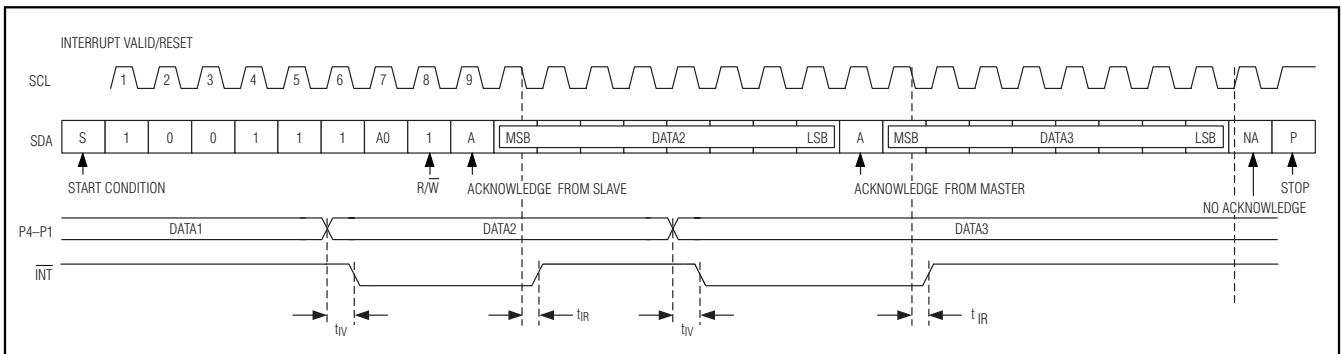 INTERRUPT VALID/RESET
SCL 1 2 3 4 5 6 7 8 9
SDA S 1 0 0 1 1 1 A0 1 A MSB DATA2 LSB A MSB DATA3 LSB NA P
START CONDITION R/W̅ ACKNOWLEDGE FROM SLAVE ACKNOWLEDGE FROM MASTER STOP
NO ACKNOWLEDGE
P4–P1 DATA1 DATA2 DATA3
I̅N̅T̅
tIV tIR tIV tIR